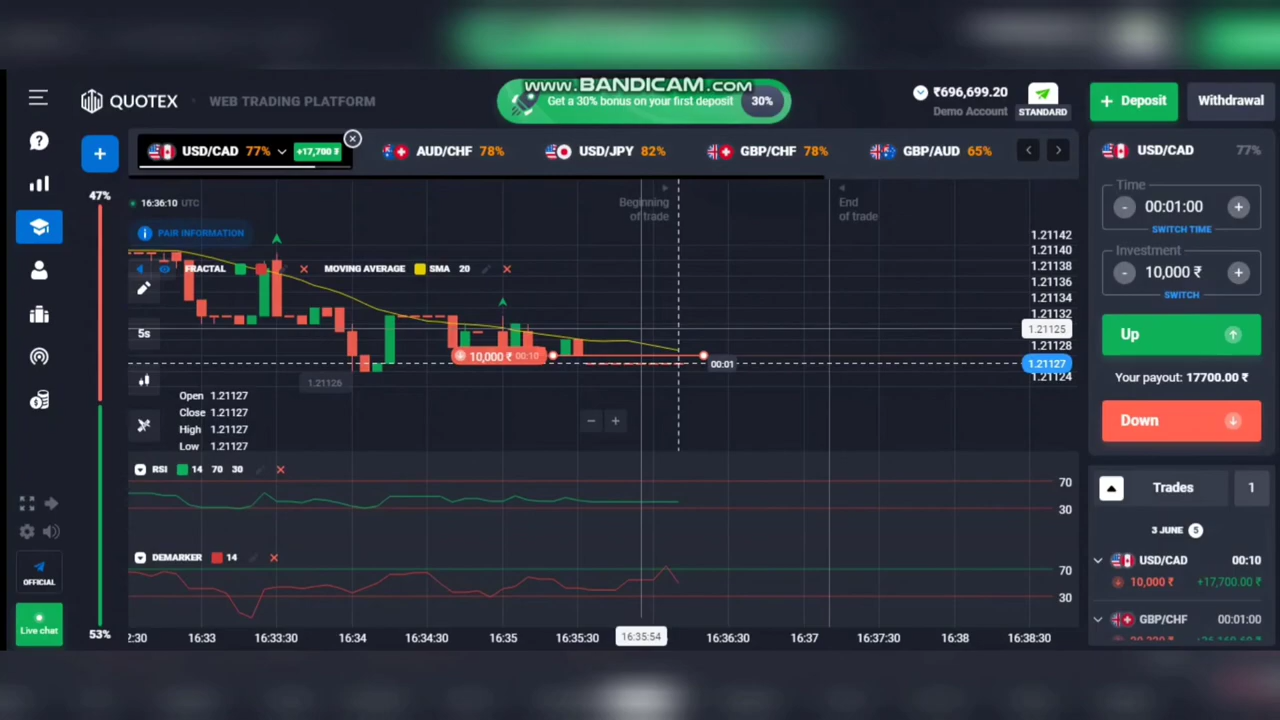 www.BANDICAM.com
QUOTEX
WEB TRADING PLATFORM
Get a 30% bonus on your first deposit
30%
₹696,699.20
Demo Account
STANDARD
+ Deposit
Withdrawal
+
USD/CAD 77% +17,700 ₹
AUD/CHF 78%
USD/JPY 82%
GBP/CHF 78%
GBP/AUD 65%
USD/CAD
77%
47%
16:36:10 UTC
Beginning
of trade
End
of trade
PAIR INFORMATION
FRACTAL
MOVING AVERAGE
SMA 20
Time
- 00:01:00 +
SWITCH TIME
Investment
- 10,000 ₹ +
SWITCH
Up
Your payout: 17700.00 ₹
Down
1.21142
1.21140
1.21138
1.21136
1.21134
1.21132
1.21125
1.21128
1.21127
1.21124
5s
10,000 ₹ 00:10
00:01
1.21126
Open 1.21127
Close 1.21127
High 1.21127
Low 1.21127
- +
RSI 14 70 30
70
30
DEMARKER 14
70
30
Trades
1
3 JUNE 5
USD/CAD 00:10
10,000 ₹ +17,700.00 ₹
GBP/CHF 00:01:00
OFFICIAL
Live chat
53%
2:30
16:33
16:33:30
16:34
16:34:30
16:35
16:35:30
16:35:54
16:36:30
16:37
16:37:30
16:38
16:38:30